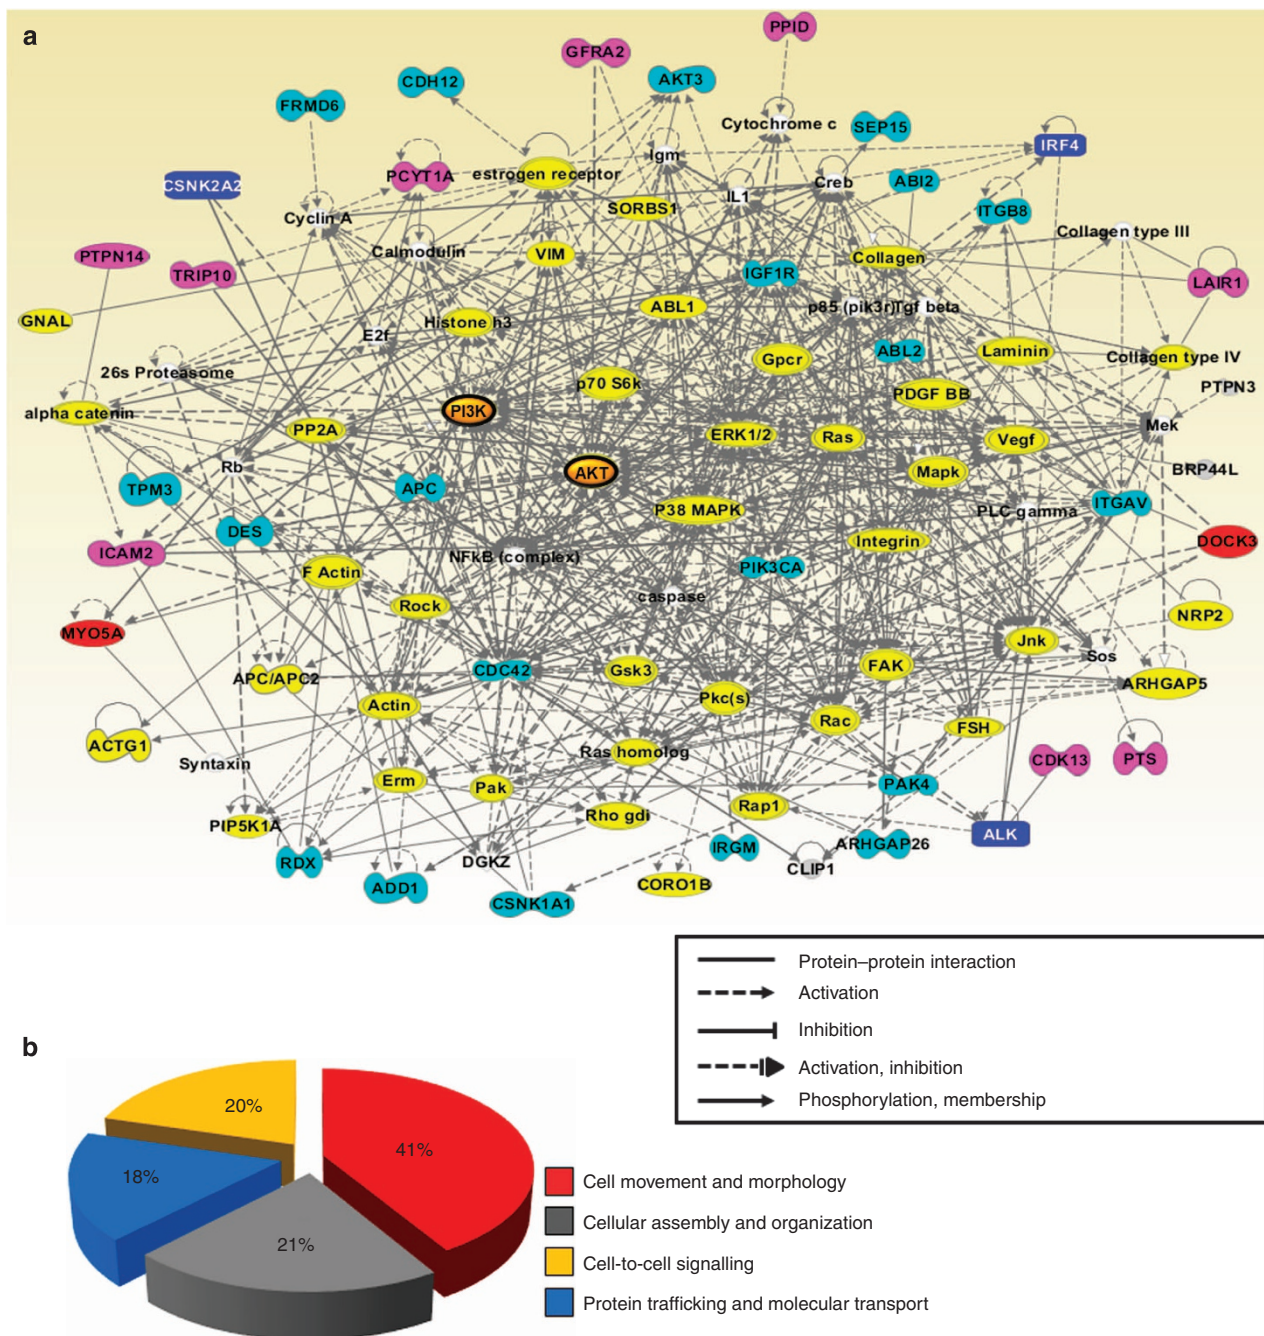 a
PPID
GFRA2
AKT3
CDH12
FRMD6
Cytochrome c
SEP15
IRF4
Igm
CSNK2A2
PCYT1A
estrogen receptor
Creb
ABI2
IL1
SORBS1
ITGB8
Cyclin A
Collagen type III
Calmodulin
VIM
Collagen
PTPN14
TRIP10
IGF1R
LAIR1
ABL1
p85 (pik3r)
Tgf beta
GNAL
Histone h3
E2f
Gpcr
ABL2
Laminin
Collagen type IV
26s Proteasome
p70 S6k
PDGF BB
PTPN3
alpha catenin
PI3K
PP2A
ERK1/2
Ras
Vegf
Mek
Rb
AKT
Mapk
BRP44L
TPM3
APC
P38 MAPK
PLC gamma
ITGAV
DES
Integrin
DOCK3
ICAM2
NFkB (complex)
PIK3CA
F Actin
caspase
Rock
NRP2
MYO5A
Jnk
Sos
APC/APC2
CDC42
Gsk3
FAK
ARHGAP5
Actin
Pkc(s)
Rac
FSH
ACTG1
Syntaxin
Ras homolog
CDK13
PTS
Erm
Pak
PAK4
PIP5K1A
Rho gdi
Rap1
ALK
RDX
DGKZ
IRGM
ARHGAP26
CLIP1
ADD1
CSNK1A1
CORO1B
Protein–protein interaction
Activation
Inhibition
Activation, inhibition
Phosphorylation, membership
b
20%
41%
18%
21%
Cell movement and morphology
Cellular assembly and organization
Cell-to-cell signalling
Protein trafficking and molecular transport